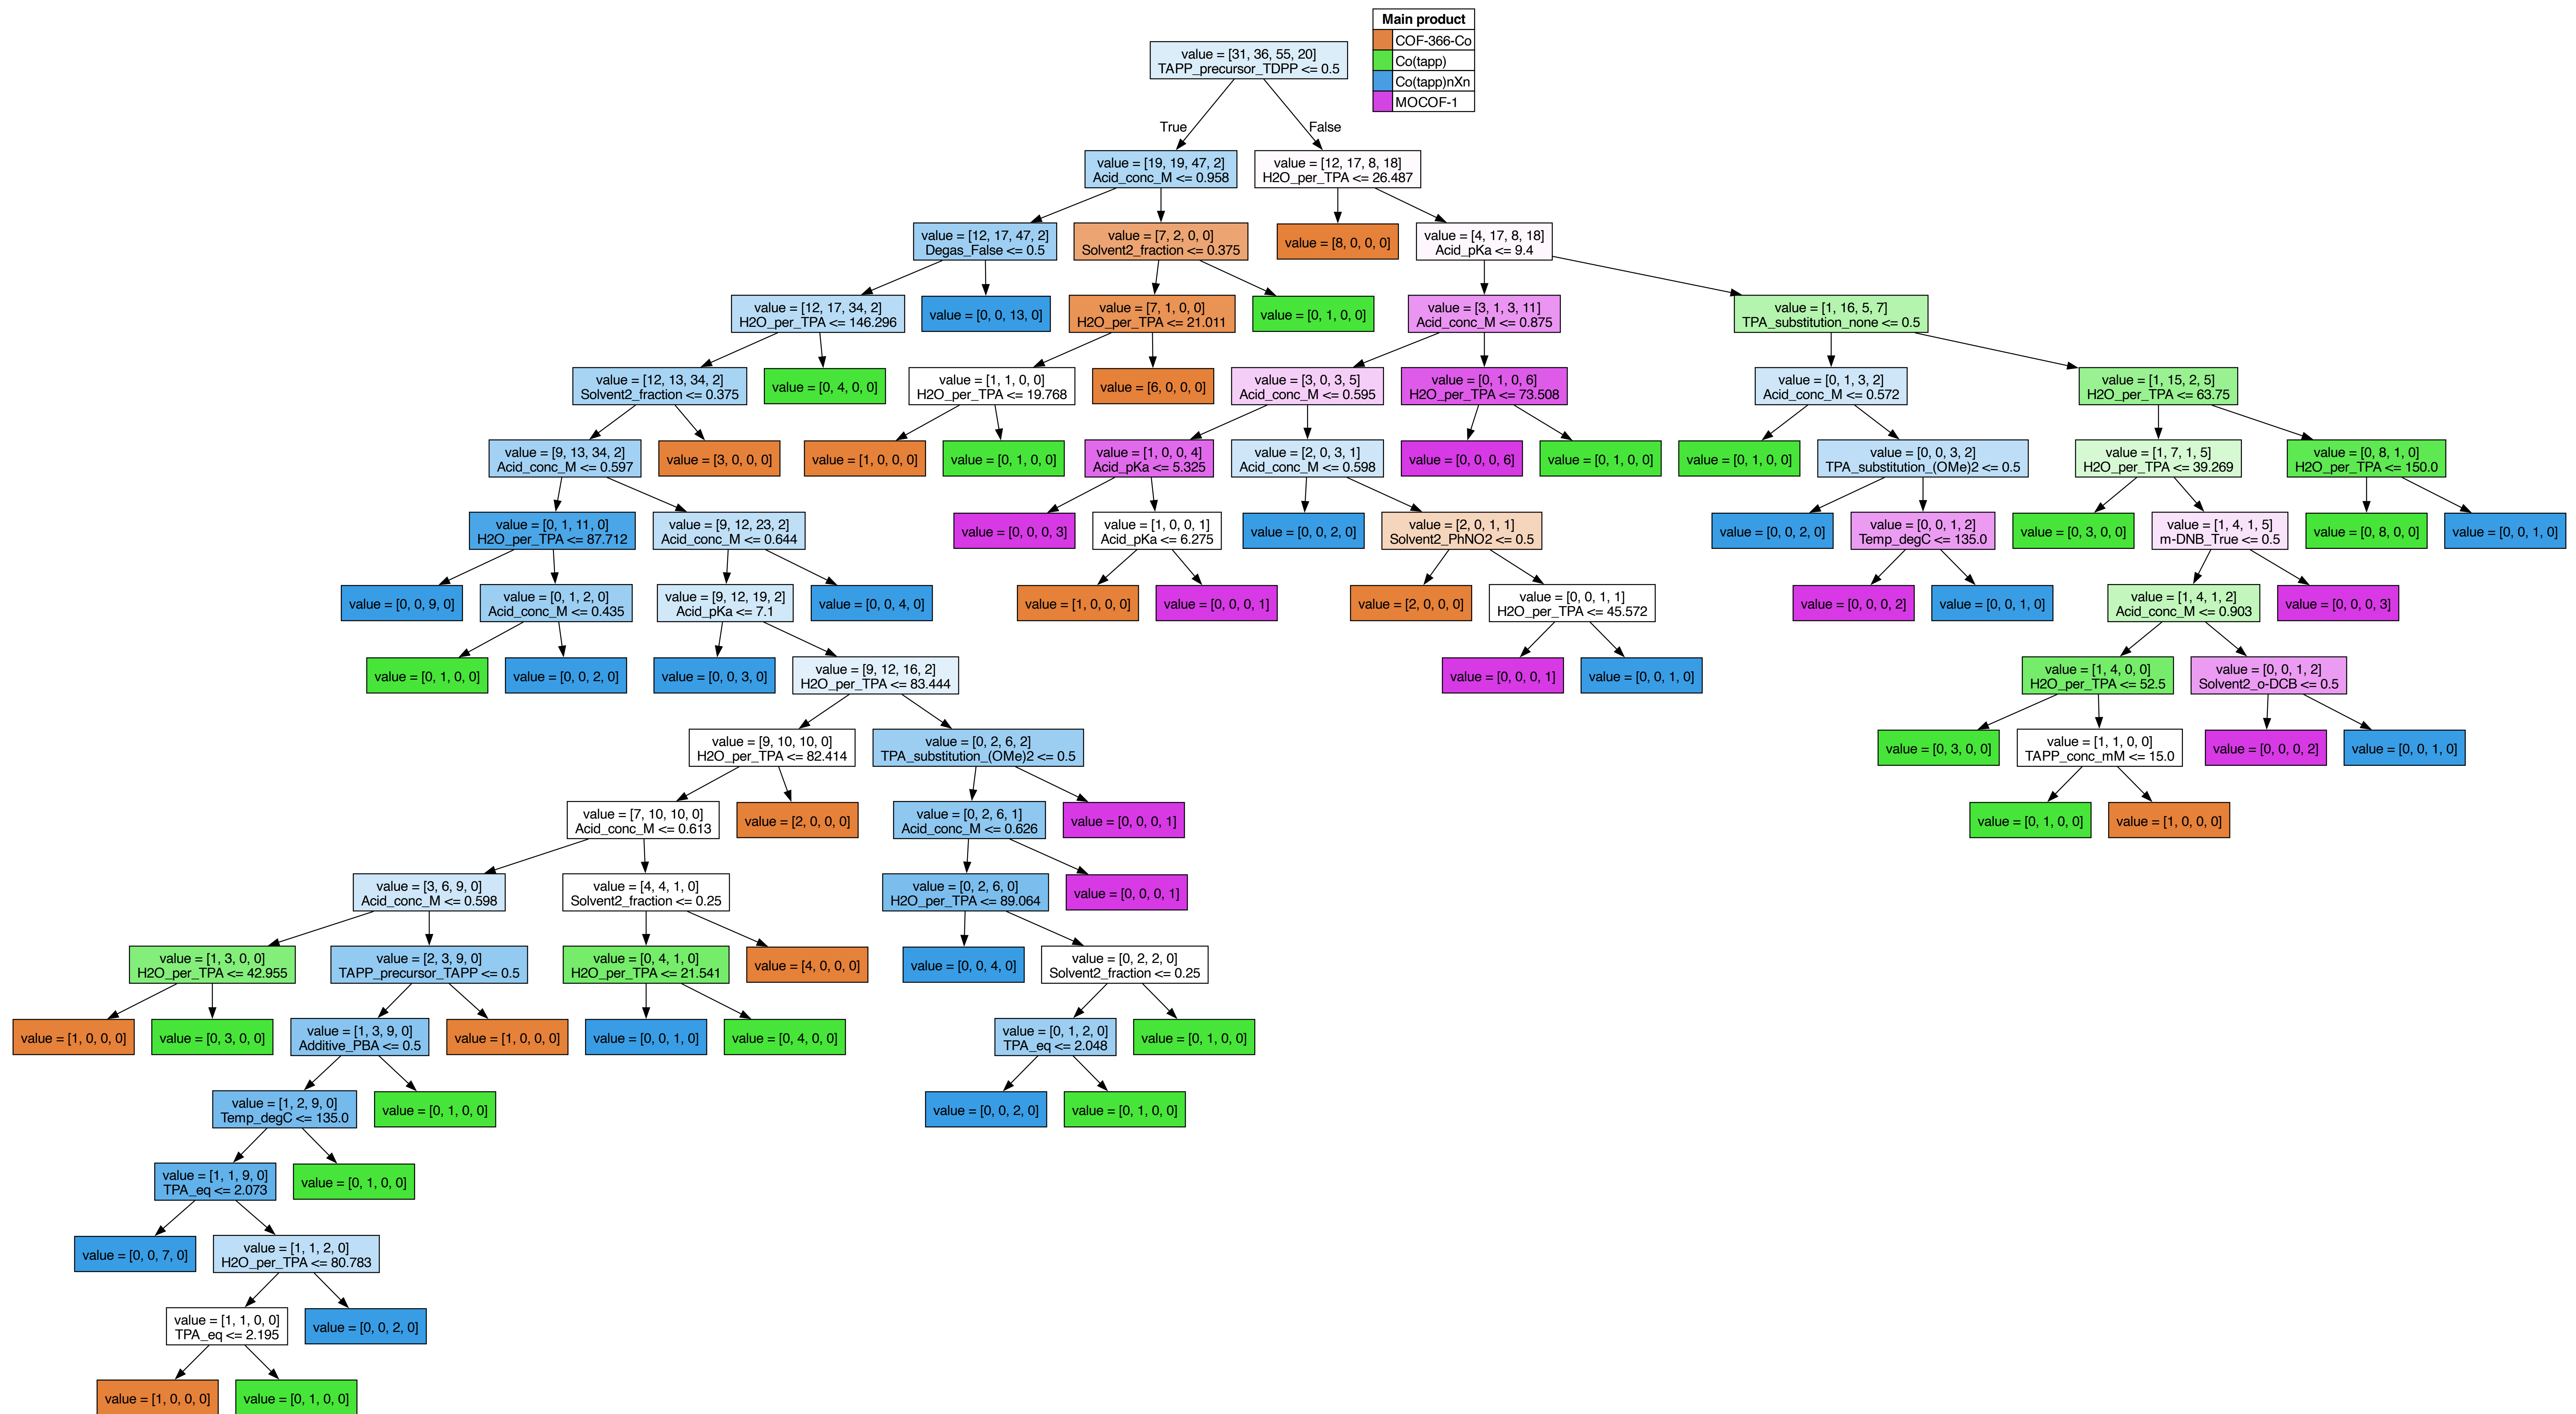 Main product
COF-366-Co
Co(tapp)
Co(tapp)nXn
MOCOF-1
value = [31, 36, 55, 20]
TAPP_precursor_TDPP <= 0.5
True
False
value = [19, 19, 47, 2]
Acid_conc_M <= 0.958
value = [12, 17, 8, 18]
H2O_per_TPA <= 26.487
value = [12, 17, 47, 2]
Degas_False <= 0.5
value = [7, 2, 0, 0]
Solvent2_fraction <= 0.375
value = [8, 0, 0, 0]
value = [4, 17, 8, 18]
Acid_pKa <= 9.4
value = [12, 17, 34, 2]
H2O_per_TPA <= 146.296
value = [0, 0, 13, 0]
value = [7, 1, 0, 0]
H2O_per_TPA <= 21.011
value = [0, 1, 0, 0]
value = [3, 1, 3, 11]
Acid_conc_M <= 0.875
value = [1, 16, 5, 7]
TPA_substitution_none <= 0.5
value = [12, 13, 34, 2]
Solvent2_fraction <= 0.375
value = [0, 4, 0, 0]
value = [1, 1, 0, 0]
H2O_per_TPA <= 19.768
value = [6, 0, 0, 0]
value = [3, 0, 3, 5]
Acid_conc_M <= 0.595
value = [0, 1, 0, 6]
H2O_per_TPA <= 73.508
value = [0, 1, 3, 2]
Acid_conc_M <= 0.572
value = [1, 15, 2, 5]
H2O_per_TPA <= 63.75
value = [9, 13, 34, 2]
Acid_conc_M <= 0.597
value = [3, 0, 0, 0]
value = [1, 0, 0, 0]
value = [0, 1, 0, 0]
value = [1, 0, 0, 4]
Acid_pKa <= 5.325
value = [2, 0, 3, 1]
Acid_conc_M <= 0.598
value = [0, 0, 0, 6]
value = [0, 1, 0, 0]
value = [0, 1, 0, 0]
value = [0, 0, 3, 2]
TPA_substitution_(OMe)2 <= 0.5
value = [1, 7, 1, 5]
H2O_per_TPA <= 39.269
value = [0, 8, 1, 0]
H2O_per_TPA <= 150.0
value = [0, 1, 11, 0]
H2O_per_TPA <= 87.712
value = [9, 12, 23, 2]
Acid_conc_M <= 0.644
value = [0, 0, 0, 3]
value = [1, 0, 0, 1]
Acid_pKa <= 6.275
value = [0, 0, 2, 0]
value = [2, 0, 1, 1]
Solvent2_PhNO2 <= 0.5
value = [0, 0, 2, 0]
value = [0, 0, 1, 2]
Temp_degC <= 135.0
value = [0, 3, 0, 0]
value = [1, 4, 1, 5]
m-DNB_True <= 0.5
value = [0, 8, 0, 0]
value = [0, 0, 1, 0]
value = [0, 0, 9, 0]
value = [0, 1, 2, 0]
Acid_conc_M <= 0.435
value = [9, 12, 19, 2]
Acid_pKa <= 7.1
value = [0, 0, 4, 0]
value = [1, 0, 0, 0]
value = [0, 0, 0, 1]
value = [2, 0, 0, 0]
value = [0, 0, 1, 1]
H2O_per_TPA <= 45.572
value = [0, 0, 0, 2]
value = [0, 0, 1, 0]
value = [1, 4, 1, 2]
Acid_conc_M <= 0.903
value = [0, 0, 0, 3]
value = [0, 1, 0, 0]
value = [0, 0, 2, 0]
value = [0, 0, 3, 0]
value = [9, 12, 16, 2]
H2O_per_TPA <= 83.444
value = [0, 0, 0, 1]
value = [0, 0, 1, 0]
value = [1, 4, 0, 0]
H2O_per_TPA <= 52.5
value = [0, 0, 1, 2]
Solvent2_o-DCB <= 0.5
value = [9, 10, 10, 0]
H2O_per_TPA <= 82.414
value = [0, 2, 6, 2]
TPA_substitution_(OMe)2 <= 0.5
value = [0, 3, 0, 0]
value = [1, 1, 0, 0]
TAPP_conc_mM <= 15.0
value = [0, 0, 0, 2]
value = [0, 0, 1, 0]
value = [7, 10, 10, 0]
Acid_conc_M <= 0.613
value = [2, 0, 0, 0]
value = [0, 2, 6, 1]
Acid_conc_M <= 0.626
value = [0, 0, 0, 1]
value = [0, 1, 0, 0]
value = [1, 0, 0, 0]
value = [3, 6, 9, 0]
Acid_conc_M <= 0.598
value = [4, 4, 1, 0]
Solvent2_fraction <= 0.25
value = [0, 2, 6, 0]
H2O_per_TPA <= 89.064
value = [0, 0, 0, 1]
value = [1, 3, 0, 0]
H2O_per_TPA <= 42.955
value = [2, 3, 9, 0]
TAPP_precursor_TAPP <= 0.5
value = [0, 4, 1, 0]
H2O_per_TPA <= 21.541
value = [4, 0, 0, 0]
value = [0, 0, 4, 0]
value = [0, 2, 2, 0]
Solvent2_fraction <= 0.25
value = [1, 0, 0, 0]
value = [0, 3, 0, 0]
value = [1, 3, 9, 0]
Additive_PBA <= 0.5
value = [1, 0, 0, 0]
value = [0, 0, 1, 0]
value = [0, 4, 0, 0]
value = [0, 1, 2, 0]
TPA_eq <= 2.048
value = [0, 1, 0, 0]
value = [1, 2, 9, 0]
Temp_degC <= 135.0
value = [0, 1, 0, 0]
value = [0, 0, 2, 0]
value = [0, 1, 0, 0]
value = [1, 1, 9, 0]
TPA_eq <= 2.073
value = [0, 1, 0, 0]
value = [0, 0, 7, 0]
value = [1, 1, 2, 0]
H2O_per_TPA <= 80.783
value = [1, 1, 0, 0]
TPA_eq <= 2.195
value = [0, 0, 2, 0]
value = [1, 0, 0, 0]
value = [0, 1, 0, 0]